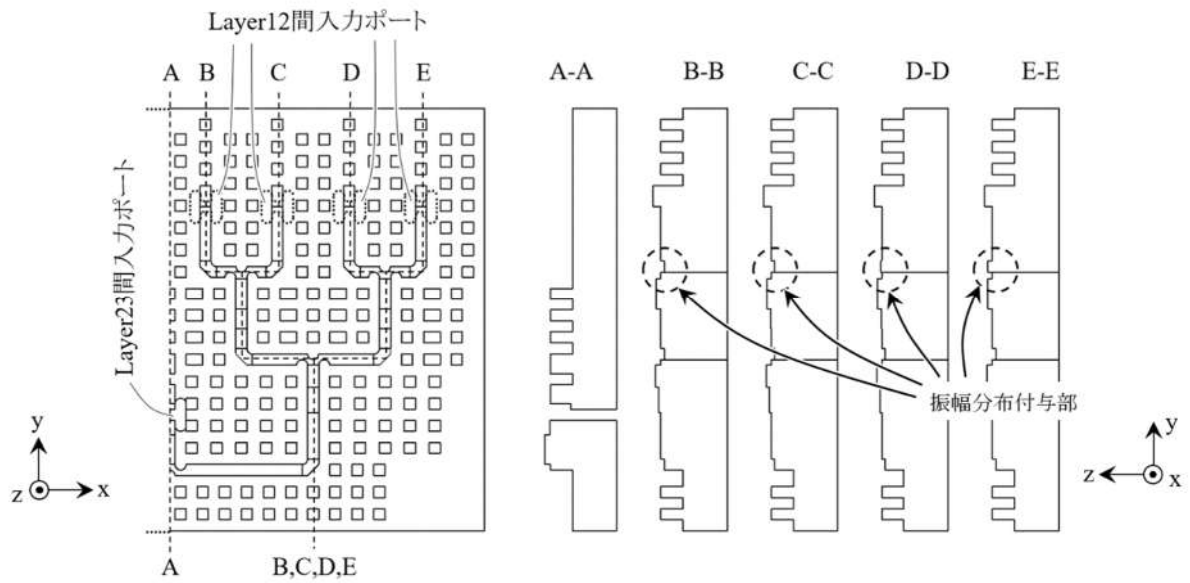 Layer12間入力ポート
A B C D E
A-A B-B C-C D-D E-E
Layer23間入力ポート
振幅分布付与部
y
z x
y
z x
A B,C,D,E